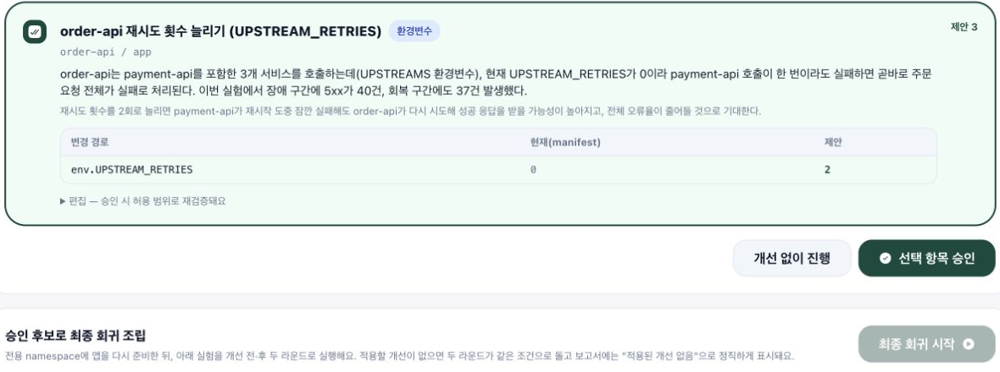 order-api 재시도 횟수 늘리기 (UPSTREAM_RETRIES) 환경변수 제안 3
order-api / app
order-api는 payment-api를 포함한 3개 서비스를 호출하는데(UPSTREAMS 환경변수), 현재 UPSTREAM_RETRIES가 0이라 payment-api 호출이 한 번이라도 실패하면 곧바로 주문
요청 전체가 실패로 처리된다. 이번 실험에서 장애 구간에 5xx가 40건, 회복 구간에도 37건 발생했다.
재시도 횟수를 2회로 늘리면 payment-api가 재시작 도중 잠깐 실패해도 order-api가 다시 시도해 성공 응답을 받을 가능성이 높아지고, 전체 오류율이 줄어들 것으로 기대한다.
변경 경로 현재(manifest) 제안
env.UPSTREAM_RETRIES 0 2
▶ 편집 — 승인 시 허용 범위로 재검증돼요
개선 없이 진행 선택 항목 승인
승인 후보로 최종 회귀 조립
전용 namespace에 앱을 다시 준비한 뒤, 아래 실험을 개선 전·후 두 라운드로 실행해요. 적용할 개선이 없으면 두 라운드가 같은 조건으로 돌고 보고서에는 "적용된 개선 없음"으로 정직하게 표시돼요.
최종 회귀 시작